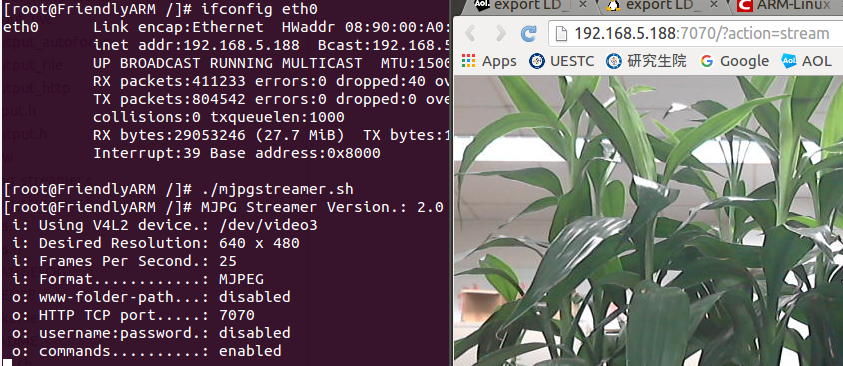 [root@FriendlyARM /]# ifconfig eth0
eth0 Link encap:Ethernet HWaddr 08:90:00:A0:
inet addr:192.168.5.188 Bcast:192.168.5
UP BROADCAST RUNNING MULTICAST MTU:1500
RX packets:411233 errors:0 dropped:40 ove
TX packets:804542 errors:0 dropped:0 ove
collisions:0 txqueuelen:1000
RX bytes:29053246 (27.7 MiB) TX bytes:1
Interrupt:39 Base address:0x8000
[root@FriendlyARM /]# ./mjpgstreamer.sh
[root@FriendlyARM /]# MJPG Streamer Version.: 2.0
i: Using V4L2 device.: /dev/video3
i: Desired Resolution: 640 x 480
i: Frames Per Second.: 25
i: Format............: MJPEG
o: www-folder-path...: disabled
o: HTTP TCP port.....: 7070
o: username:password.: disabled
o: commands..........: enabled
Aol. export LD_ × export LD_ × C ARM-Linux
192.168.5.188:7070/?action=stream
Apps UESTC 研究生院 G Google Aol. AOL